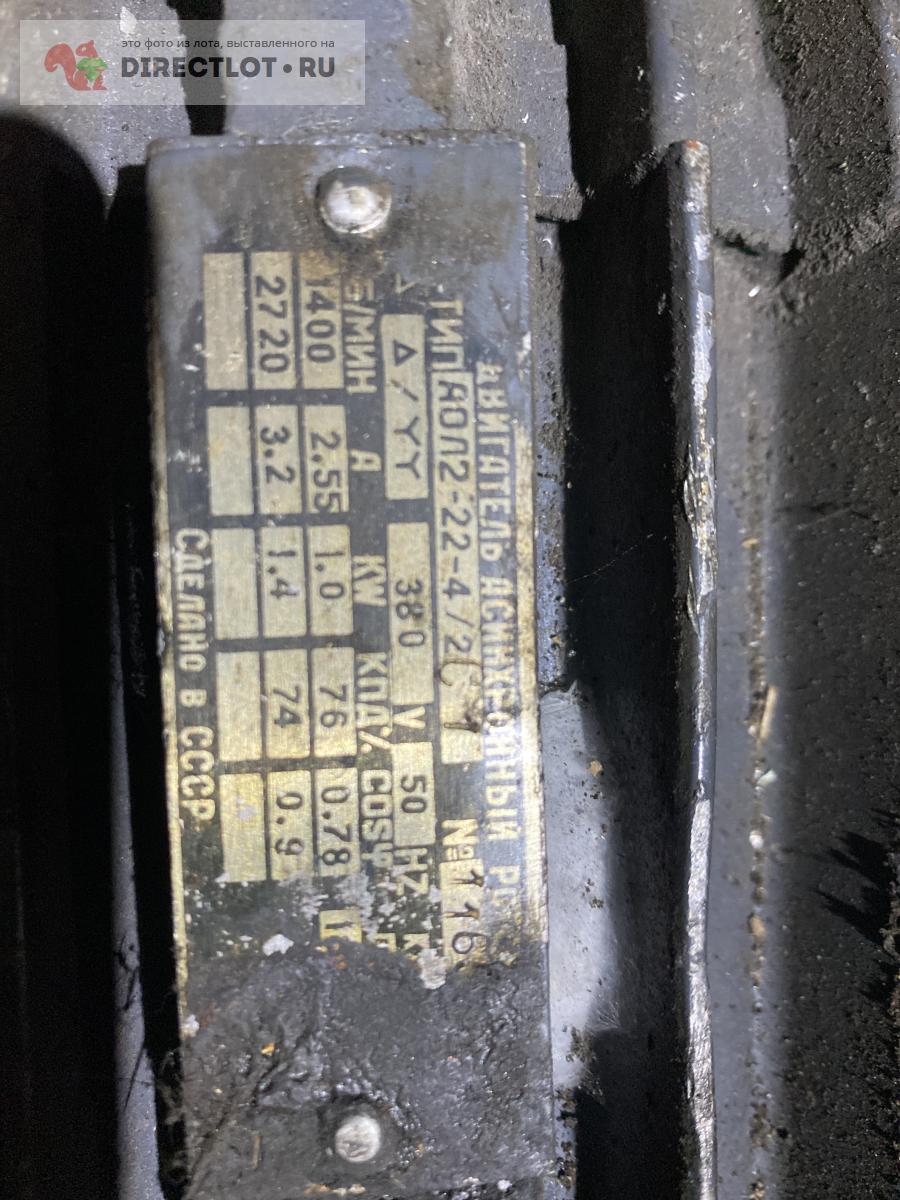 это фото из лота, выставленного на
DIRECTLOT•RU
ДВИГАТЕЛЬ АСИНХРОННЫЙ
ТИП АОЛ2-22-4/2С1 № 116
Δ/YY 380 V 50 HZ
/МИН А KW КПД% COSφ
1400 2.55 1.0 76 0.78
2720 3.2 1.4 74 0.9
СДЕЛАНО В СССР